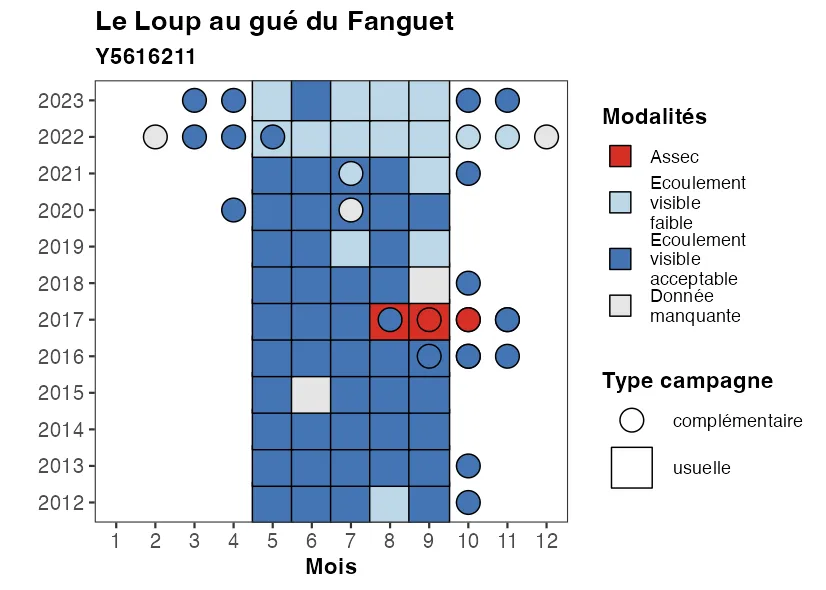 Le Loup au gué du Fanguet
Y5616211
2023
2022
2021
2020
2019
2018
2017
2016
2015
2014
2013
2012
1 2 3 4 5 6 7 8 9 10 11 12
Mois
Modalités
Assec
Ecoulement
visible
faible
Ecoulement
visible
acceptable
Donnée
manquante
Type campagne
complémentaire
usuelle